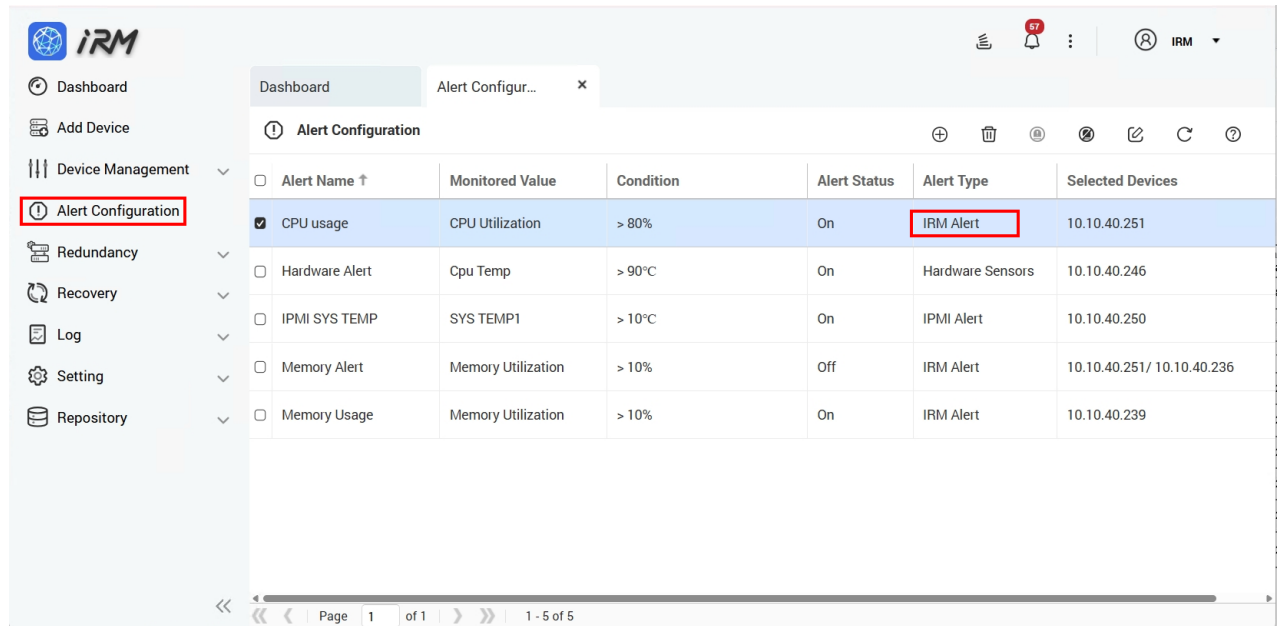 iRM
57
IRM
Dashboard
Add Device
Device Management
Alert Configuration
Redundancy
Recovery
Log
Setting
Repository
Dashboard
Alert Configur...
Alert Configuration
Alert Name Monitored Value Condition Alert Status Alert Type Selected Devices
CPU usage CPU Utilization > 80% On IRM Alert 10.10.40.251
Hardware Alert Cpu Temp > 90°C On Hardware Sensors 10.10.40.246
IPMI SYS TEMP SYS TEMP1 > 10°C On IPMI Alert 10.10.40.250
Memory Alert Memory Utilization > 10% Off IRM Alert 10.10.40.251/ 10.10.40.236
Memory Usage Memory Utilization > 10% On IRM Alert 10.10.40.239
Page 1 of 1 1 - 5 of 5